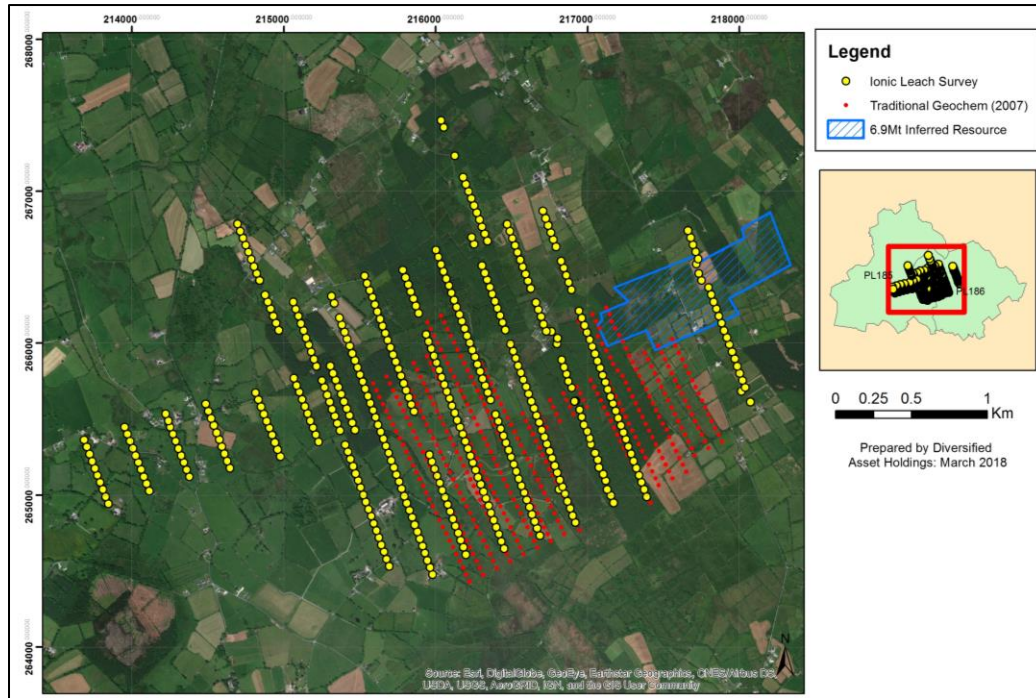 214000
215000
216000
217000
218000
268000
267000
266000
265000
264000
Legend
Ionic Leach Survey
Traditional Geochem (2007)
6.9Mt Inferred Resource
PL185
PL186
0 0.25 0.5 1
Km
Prepared by Diversified
Asset Holdings: March 2018
N
Source: Esri, DigitalGlobe, GeoEye, Earthstar Geographics, CNES/Airbus DS,
USDA, USGS, AeroGRID, IGN, and the GIS User Community